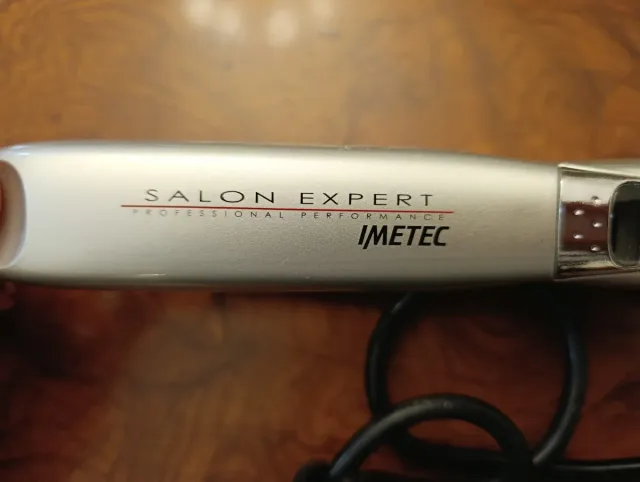 SALON EXPERT
PROFESSIONAL PERFORMANCE
IMETEC